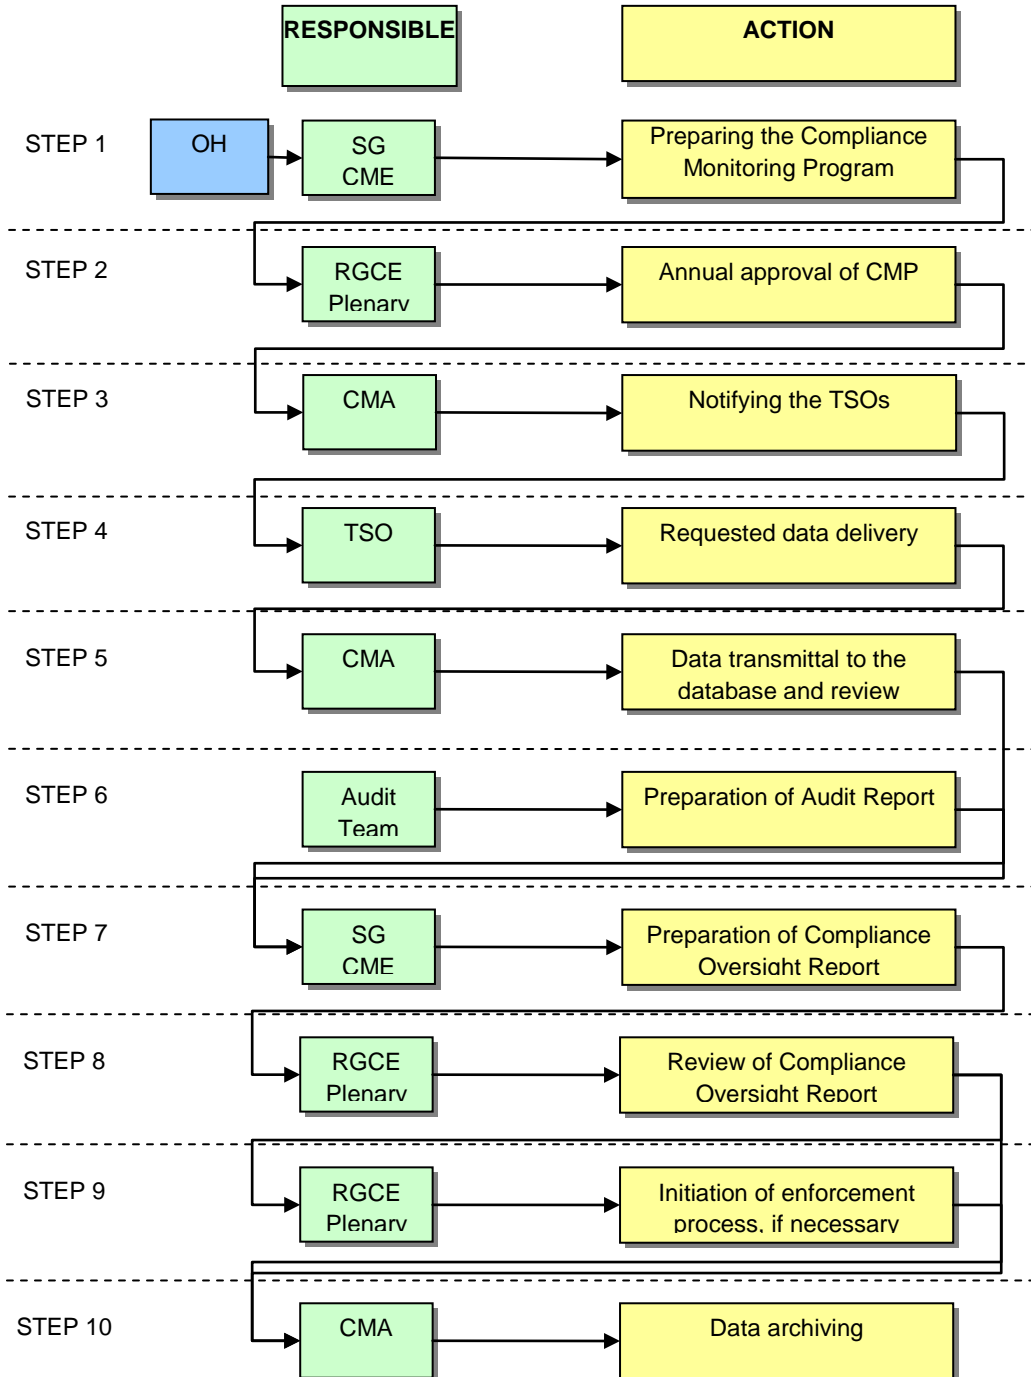 RESPONSIBLE
ACTION
STEP 1
OH
SG
CME
Preparing the Compliance
Monitoring Program
STEP 2
RGCE
Plenary
Annual approval of CMP
STEP 3
CMA
Notifying the TSOs
STEP 4
TSO
Requested data delivery
STEP 5
CMA
Data transmittal to the
database and review
STEP 6
Audit
Team
Preparation of Audit Report
STEP 7
SG
CME
Preparation of Compliance
Oversight Report
STEP 8
RGCE
Plenary
Review of Compliance
Oversight Report
STEP 9
RGCE
Plenary
Initiation of enforcement
process, if necessary
STEP 10
CMA
Data archiving